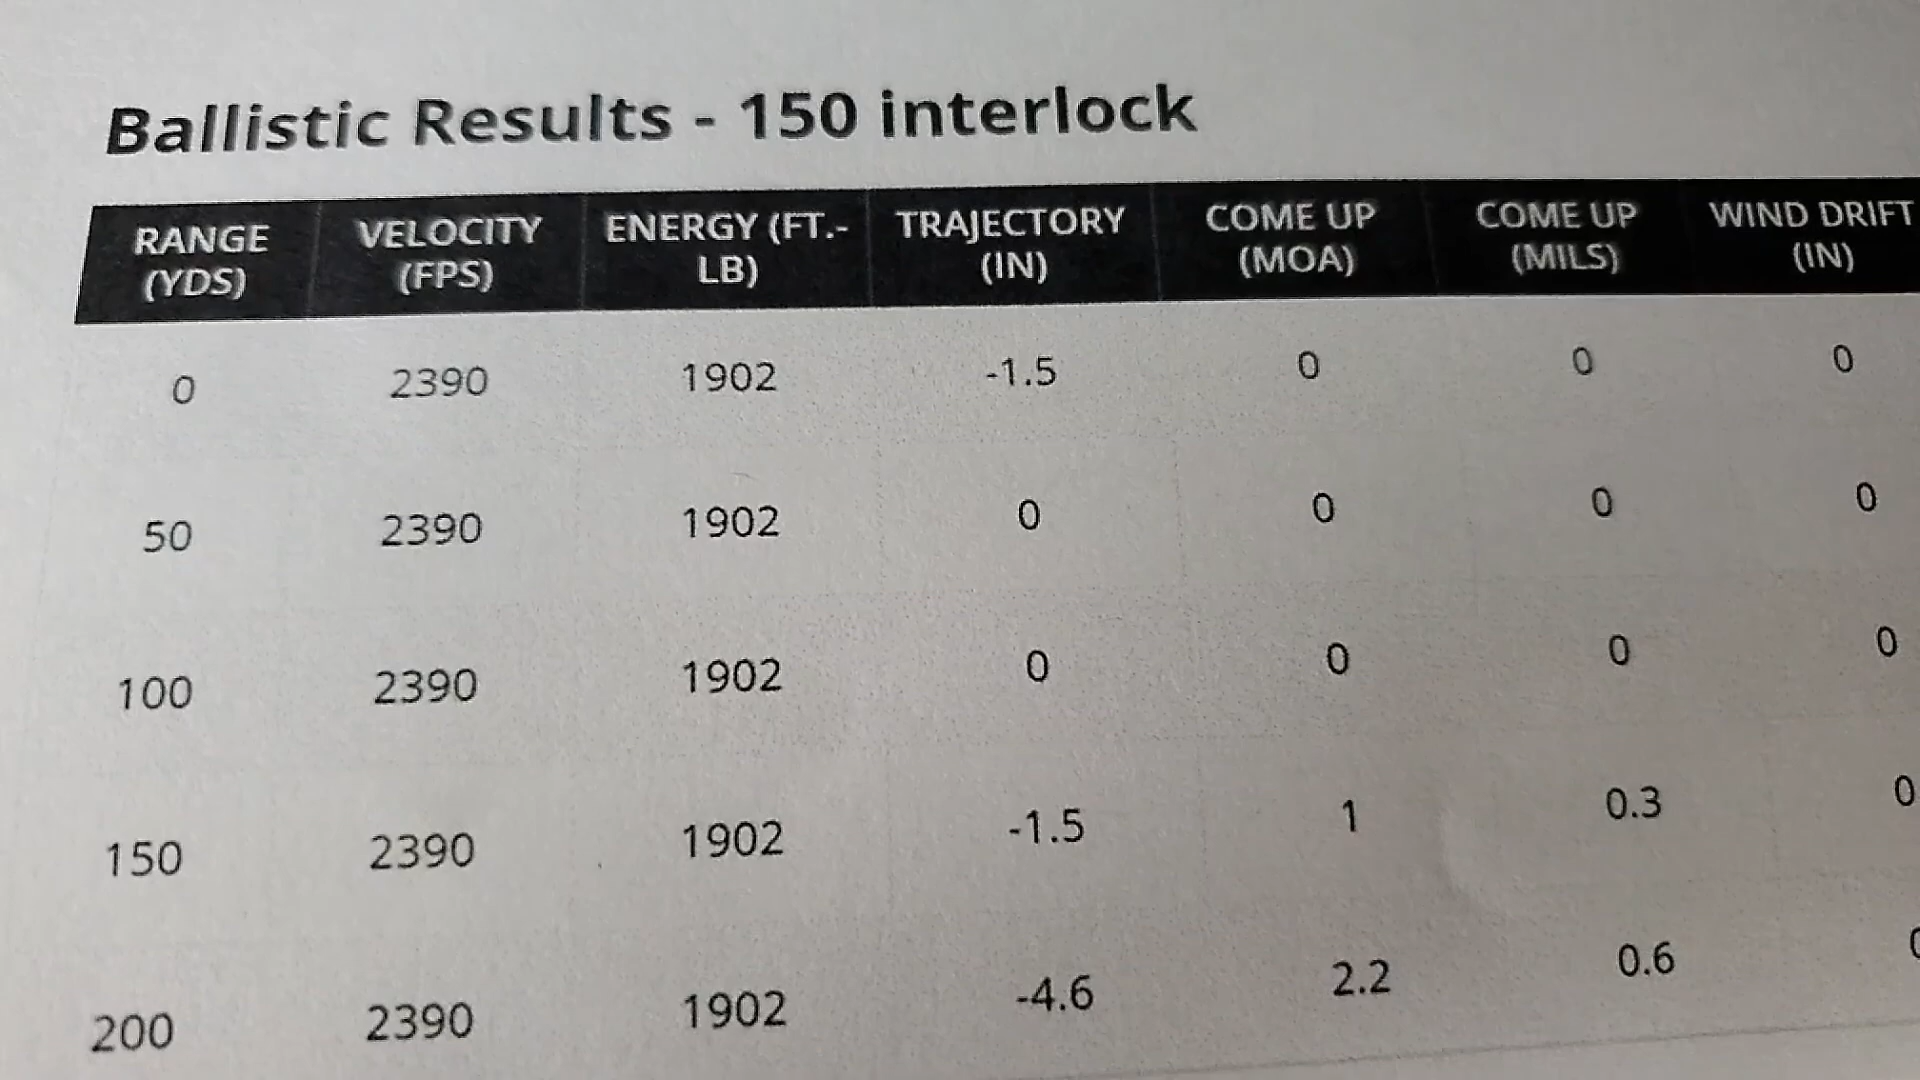 Ballistic Results - 150 interlock
RANGE (YDS) VELOCITY (FPS) ENERGY (FT.-LB) TRAJECTORY (IN) COME UP (MOA) COME UP (MILS) WIND DRIFT (IN)
0 2390 1902 -1.5 0 0 0
50 2390 1902 0 0 0 0
100 2390 1902 0 0 0 0
150 2390 1902 -1.5 1 0.3 0
200 2390 1902 -4.6 2.2 0.6